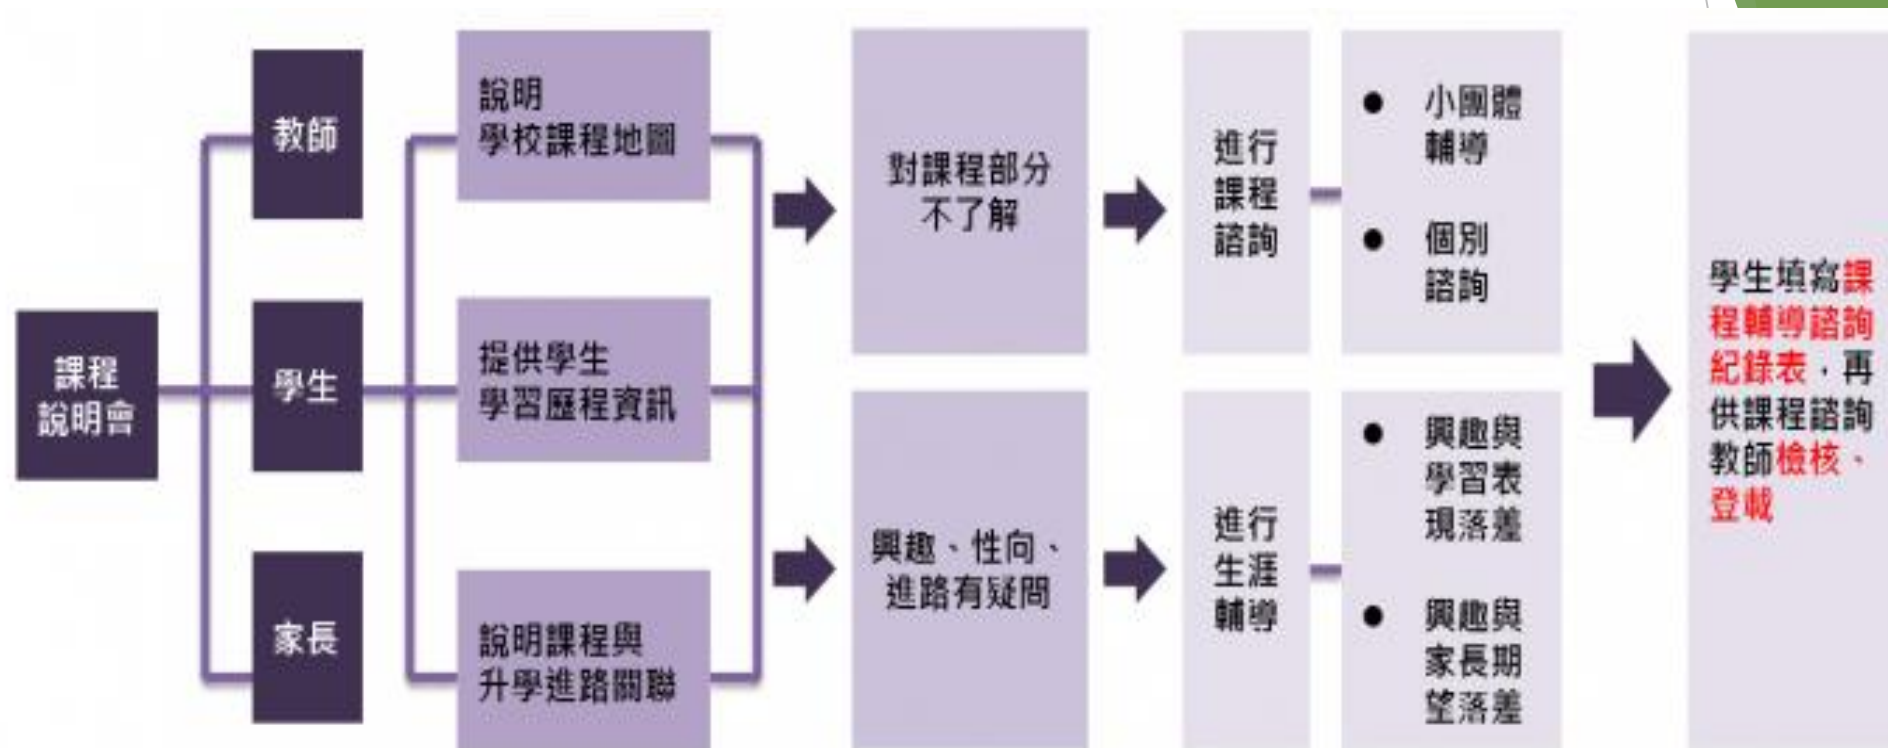 課程
說明會
教師
學生
家長
說明
學校課程地圖
提供學生
學習歷程資訊
說明課程與
升學進路關聯
對課程部分
不了解
興趣、性向、
進路有疑問
進行
課程
諮詢
● 小團體
輔導
● 個別
諮詢
進行
生涯
輔導
● 興趣與
學習表
現落差
● 興趣與
家長期
望落差
學生填寫課
程輔導諮詢
紀錄表，再
供課程諮詢
教師檢核、
登載